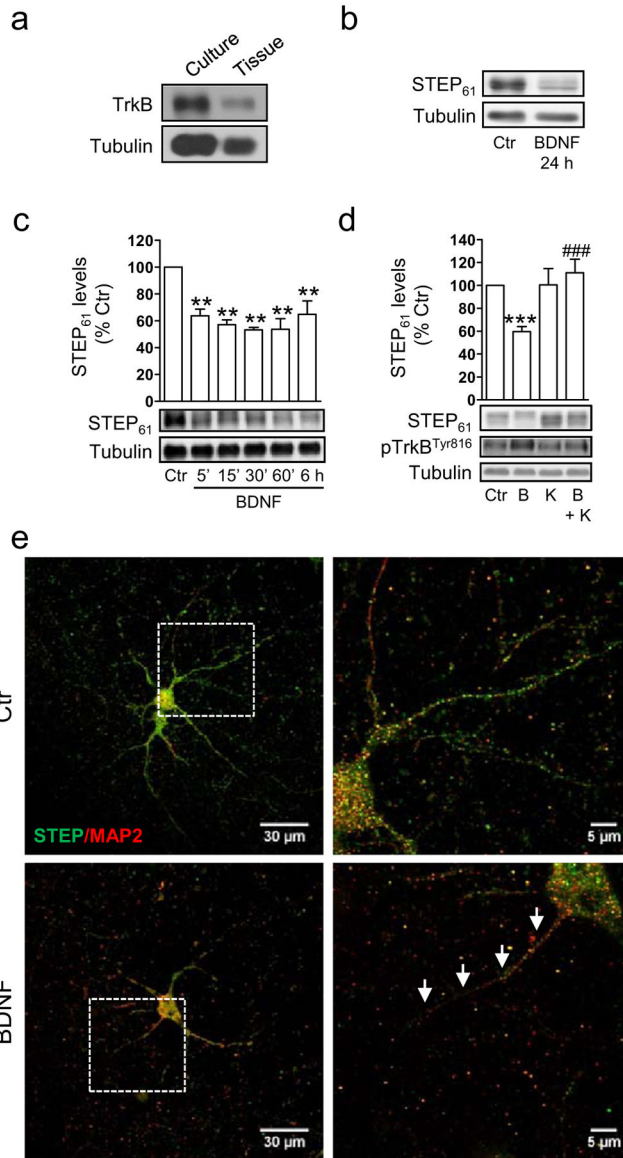 a
Culture Tissue
TrkB
Tubulin
b
STEP61
Tubulin
Ctr BDNF
24 h
c
120
100
80
60
40
20
0
STEP61 levels
(% Ctr)
** ** ** ** **
STEP61
Tubulin
Ctr 5' 15' 30' 60' 6 h
BDNF
d
140
120
100
80
60
40
20
0
STEP61 levels
(% Ctr)
***
###
STEP61
pTrkBTyr816
Tubulin
Ctr B K B
+ K
e
Ctr
STEP/MAP2
30 µm
5 µm
BDNF
30 µm
5 µm